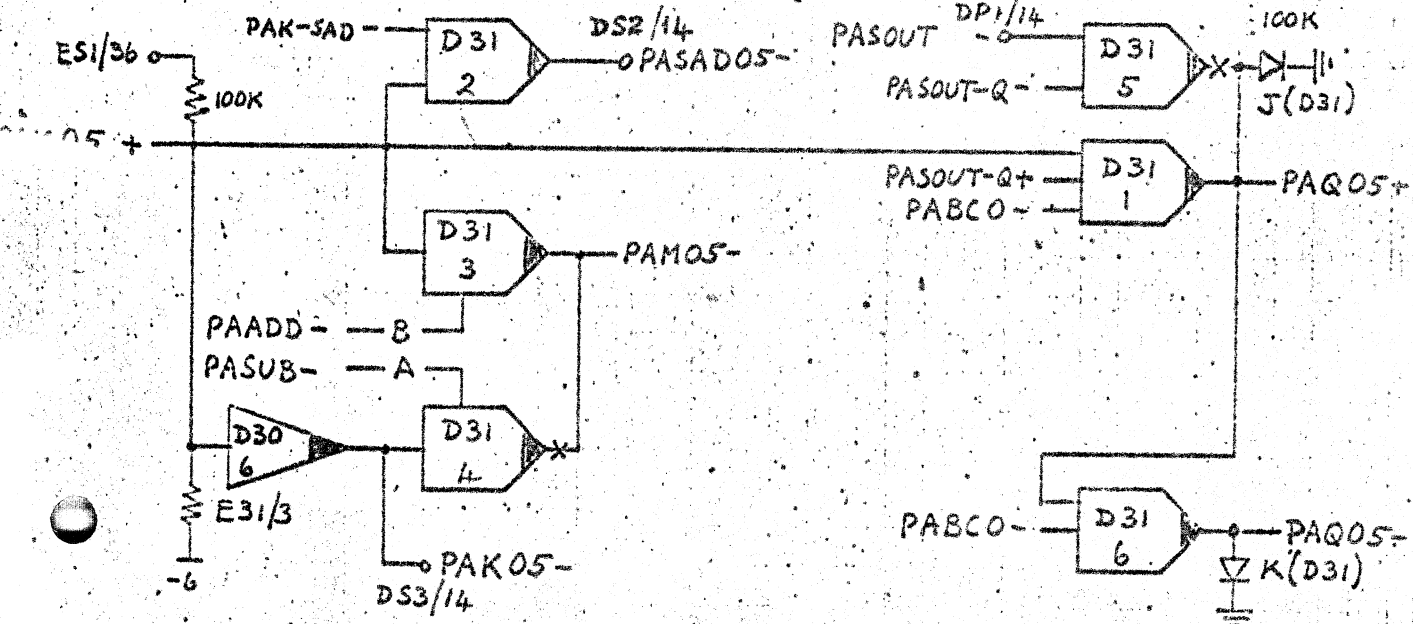 PAK-SAD -
D31
2
DS2/14
PASAD05-
ES1/36
100K
05 +
D31
3
PAM05-
PAADD - B
PASUB- A
D30
6
D31
4
E31/3
-6
PAK05-
DS3/14
DP1/14
PASOUT -
PASOUT-Q -
D31
5
100K
J(D31)
PASOUT-Q+
PABCO -
D31
1
PAQ05+
PABCO -
D31
6
PAQ05-
K(D31)